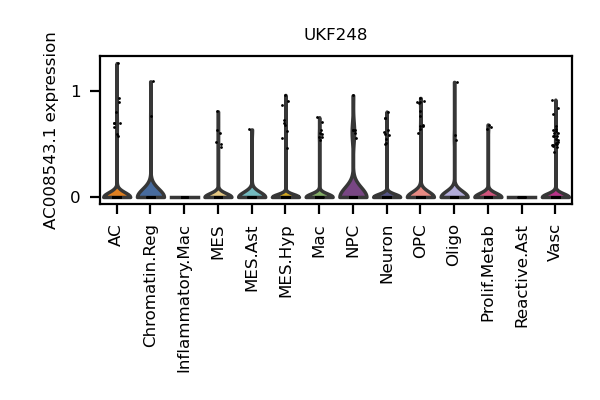 UKF248
AC008543.1 expression
1
0
AC
Chromatin.Reg
Inflammatory.Mac
MES
MES.Ast
MES.Hyp
Mac
NPC
Neuron
OPC
Oligo
Prolif.Metab
Reactive.Ast
Vasc